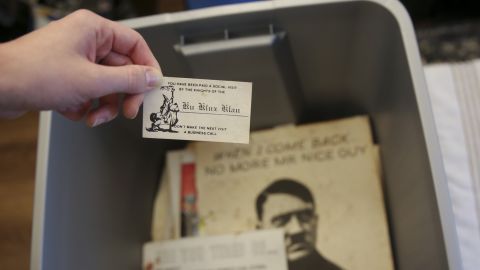 YOU HAVE BEEN PAID A SOCIAL VISIT
BY THE KNIGHTS OF THE
Ku Klux Klan
DON'T MAKE THE NEXT VISIT
A BUSINESS CALL
WHEN I COME BACK
NO MORE MR NICE GUY